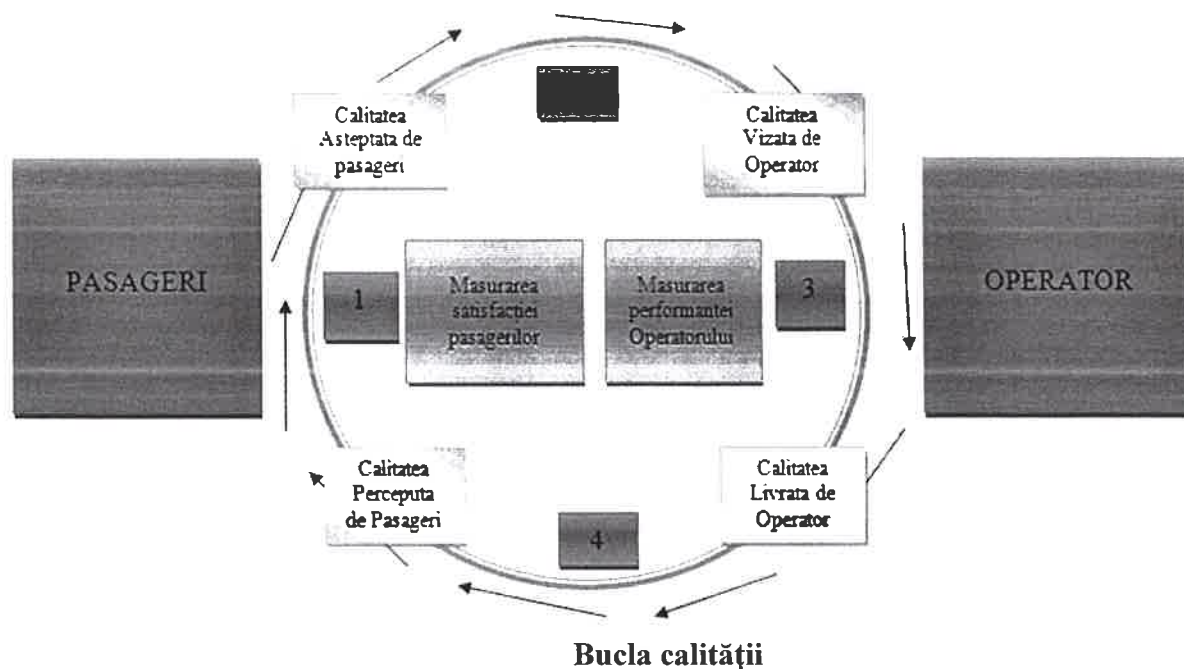 Calitatea
Asteptata de
pasageri
Calitatea
Vizata de
Operator
PASAGERI
1
Masurarea
satisfactiei
pasagerilor
Masurarea
performantei
Operatorului
3
OPERATOR
Calitatea
Perceputa
de Pasageri
4
Calitatea
Livrata de
Operator
Bucla calității